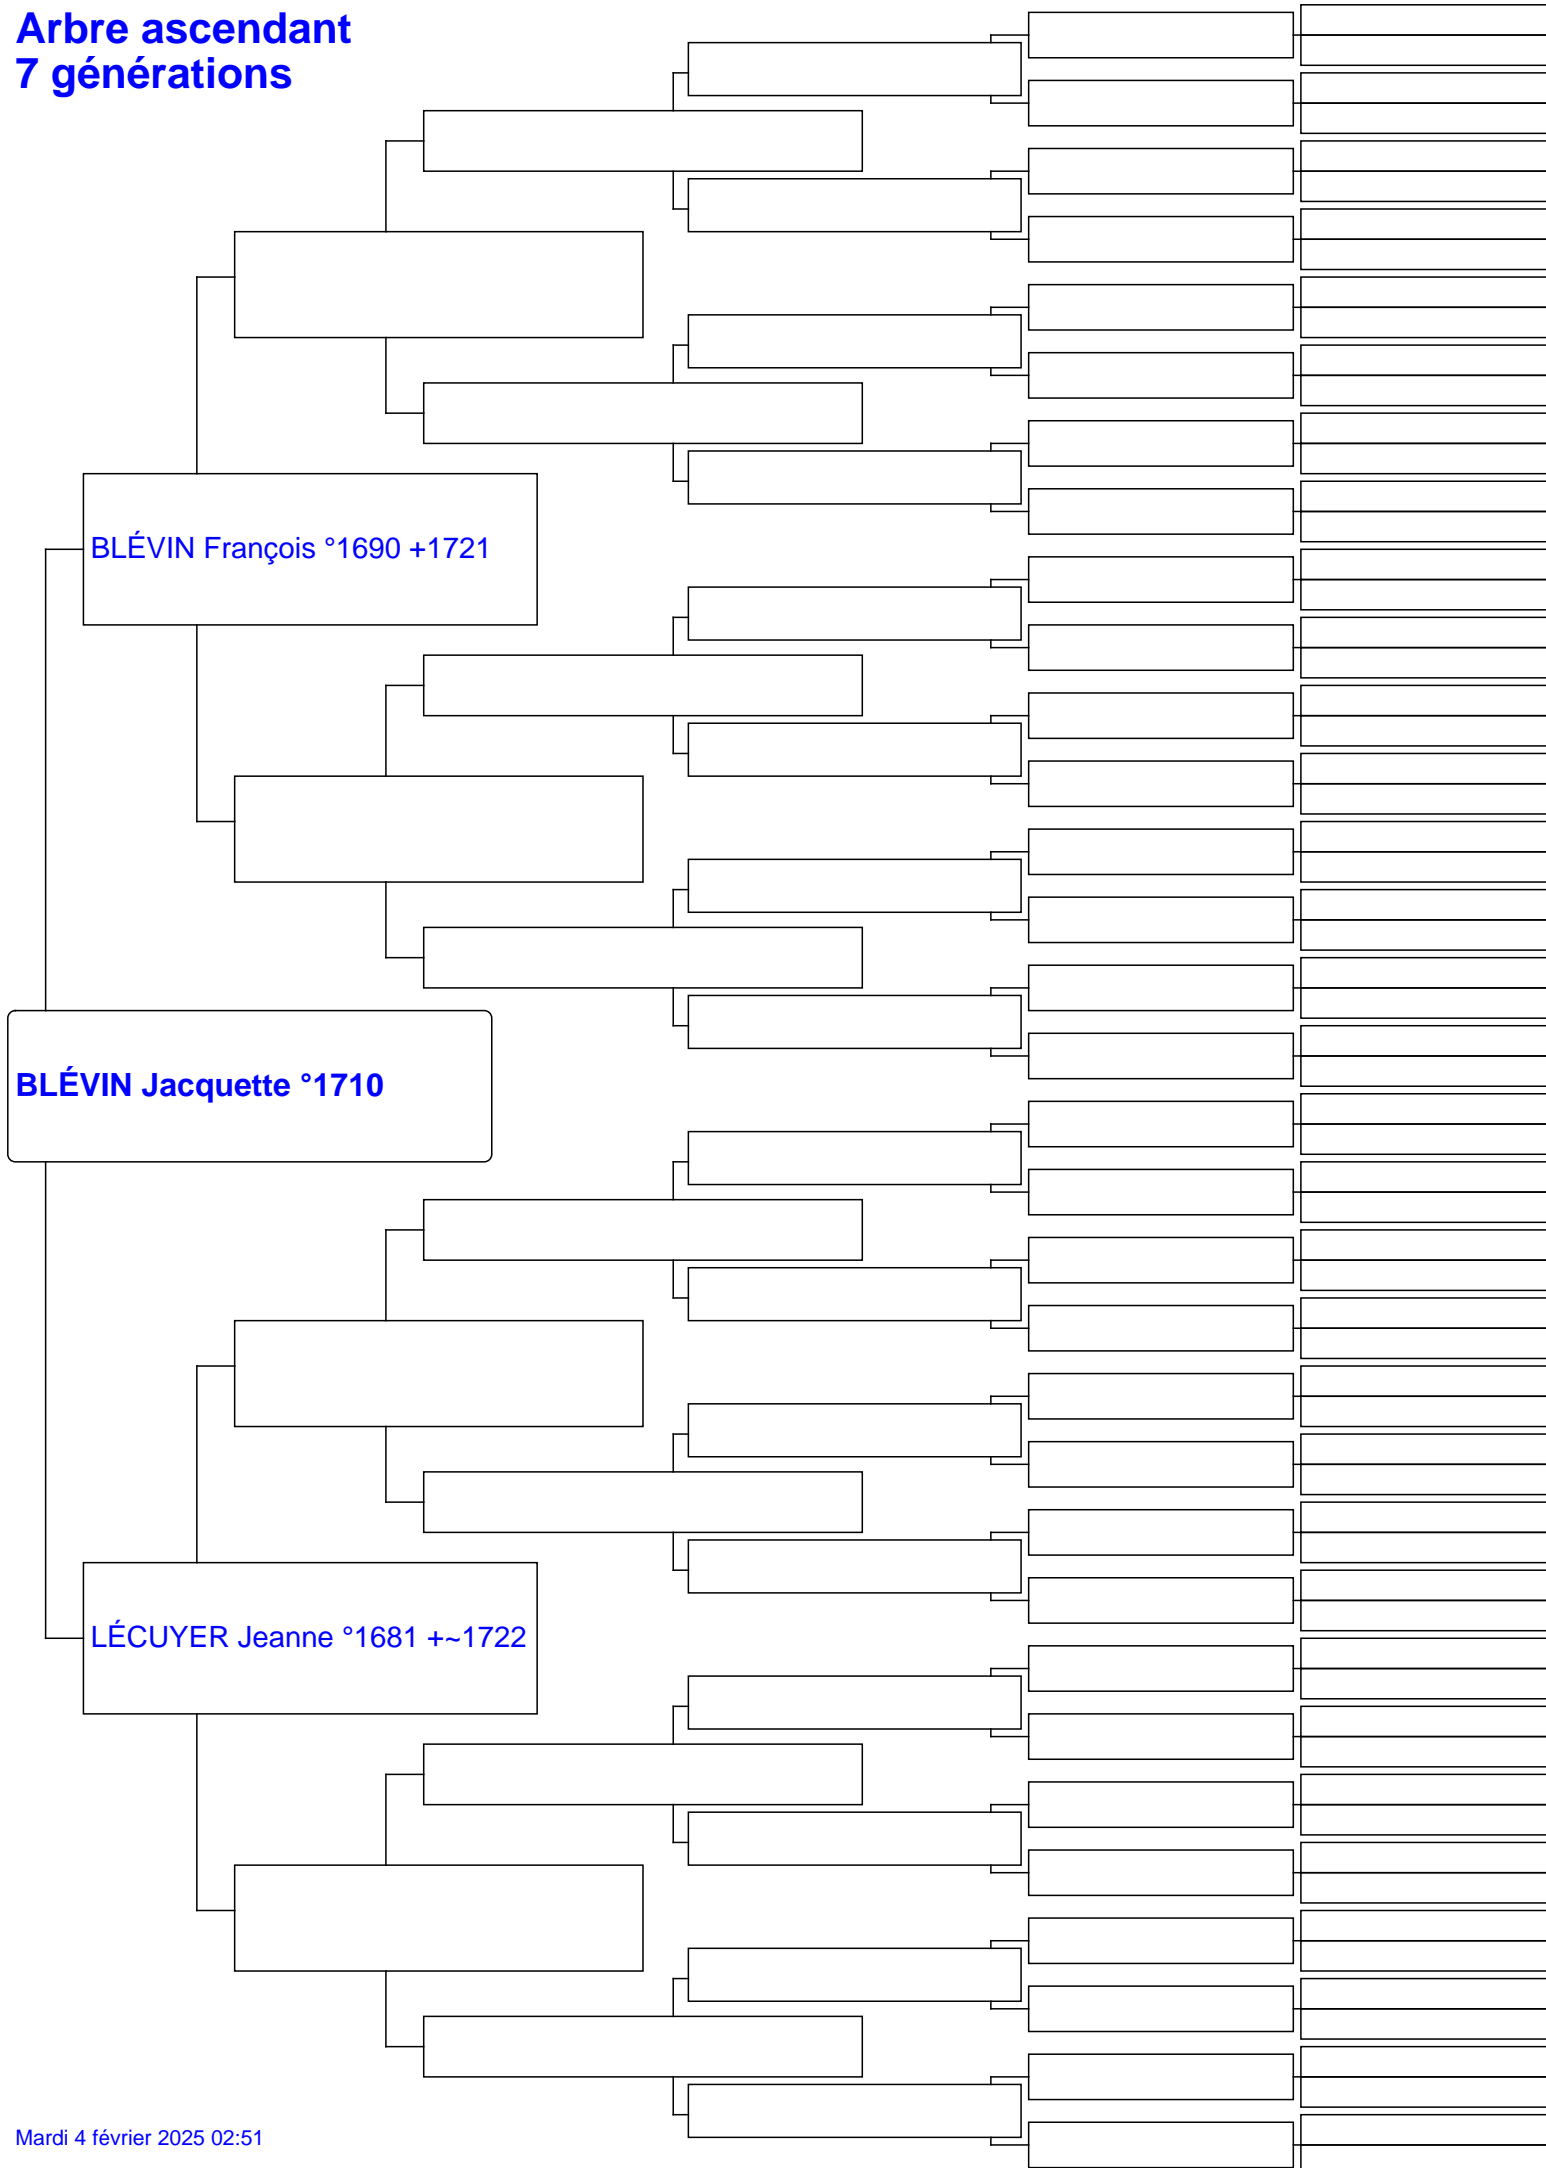 Arbre ascendant
7 générations
BLÉVIN François °1690 +1721
BLÉVIN Jacquette °1710
LÉCUYER Jeanne °1681 +~1722
Mardi 4 février 2025 02:51